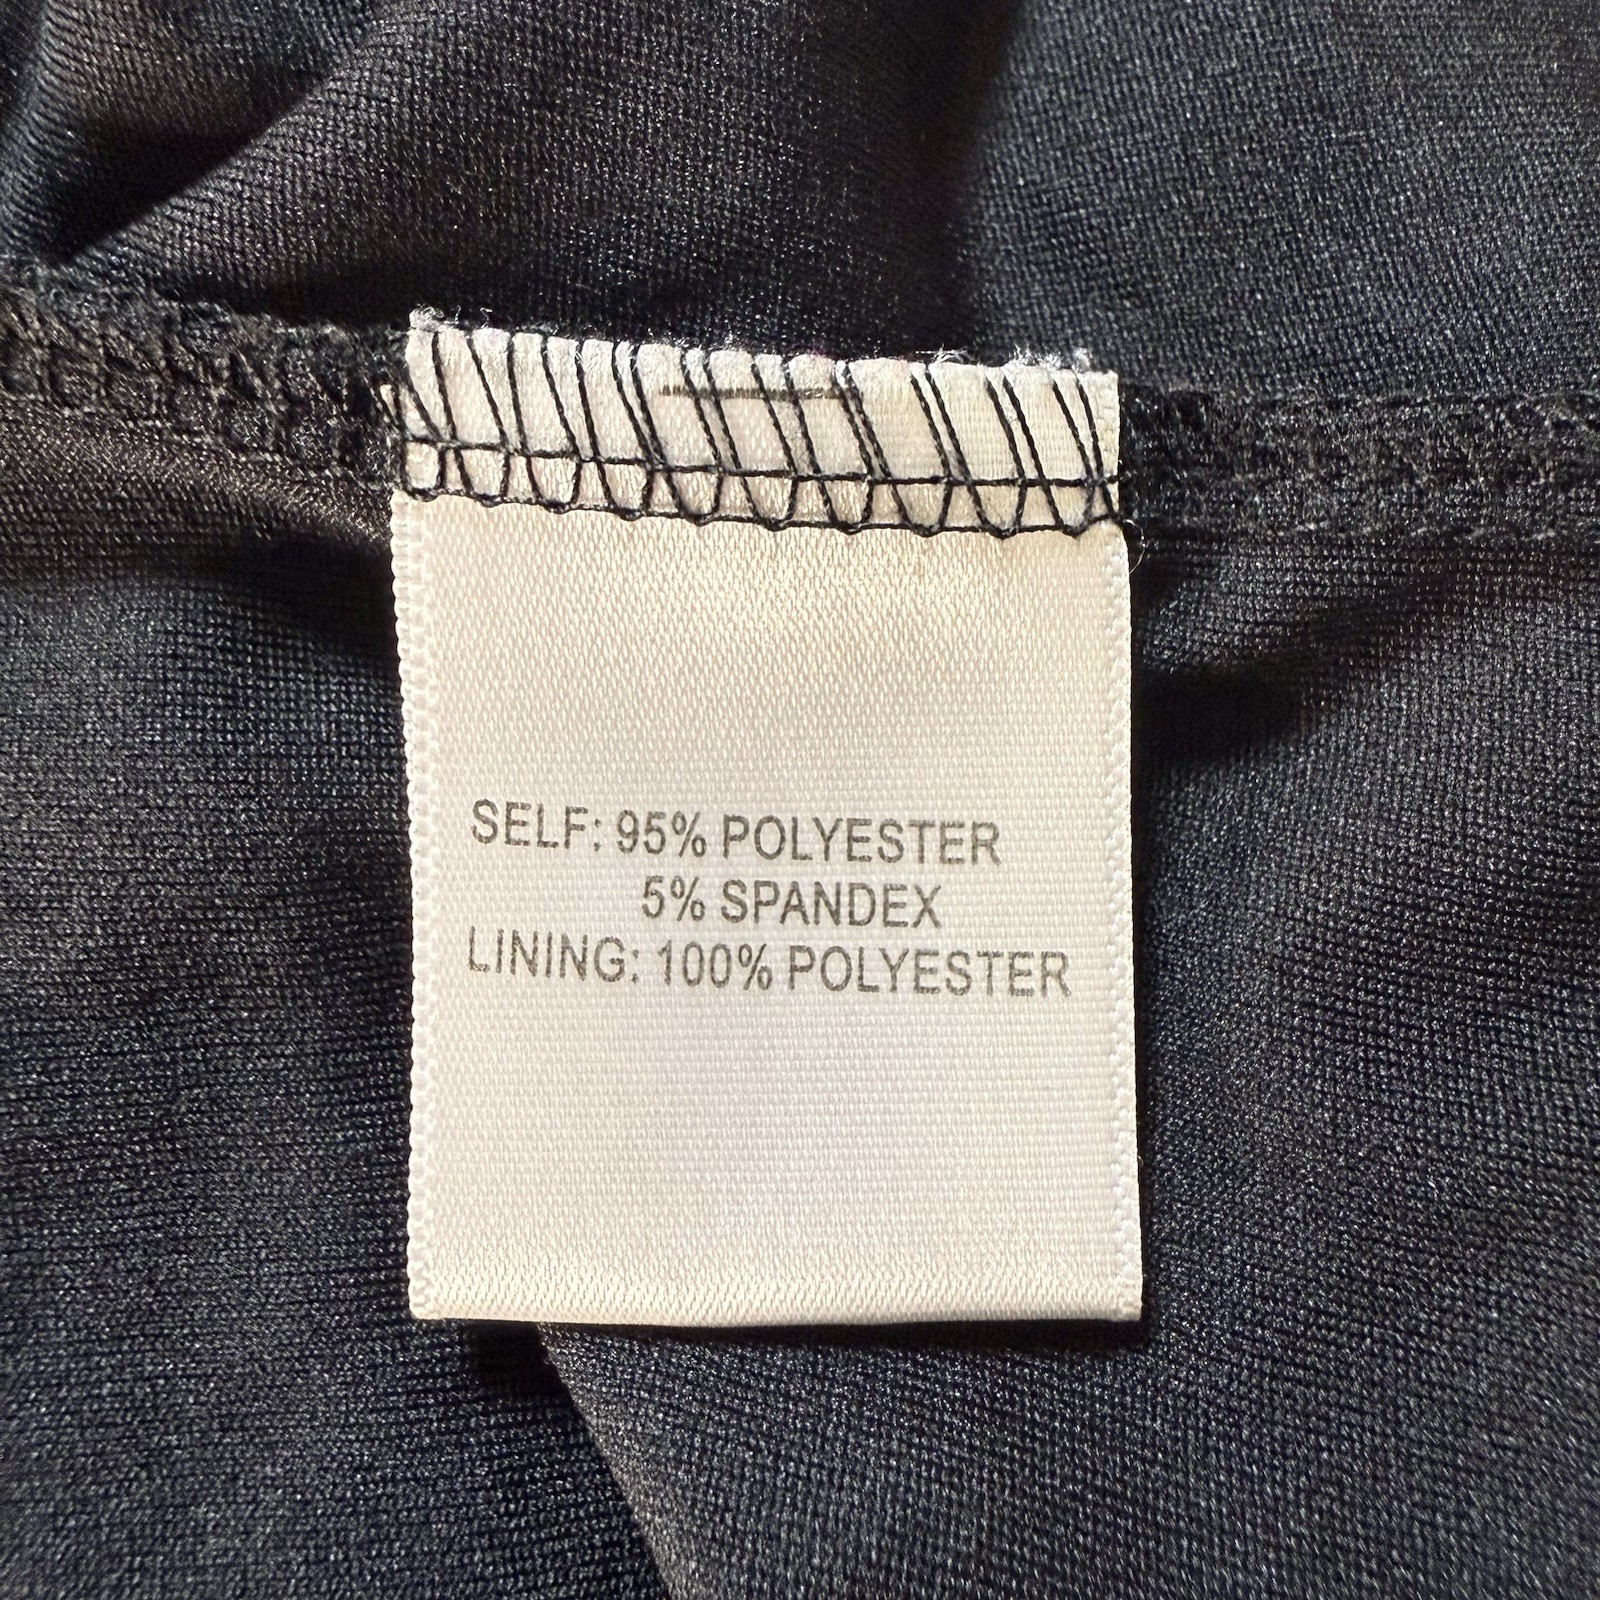 SELF: 95% POLYESTER
5% SPANDEX
LINING: 100% POLYESTER